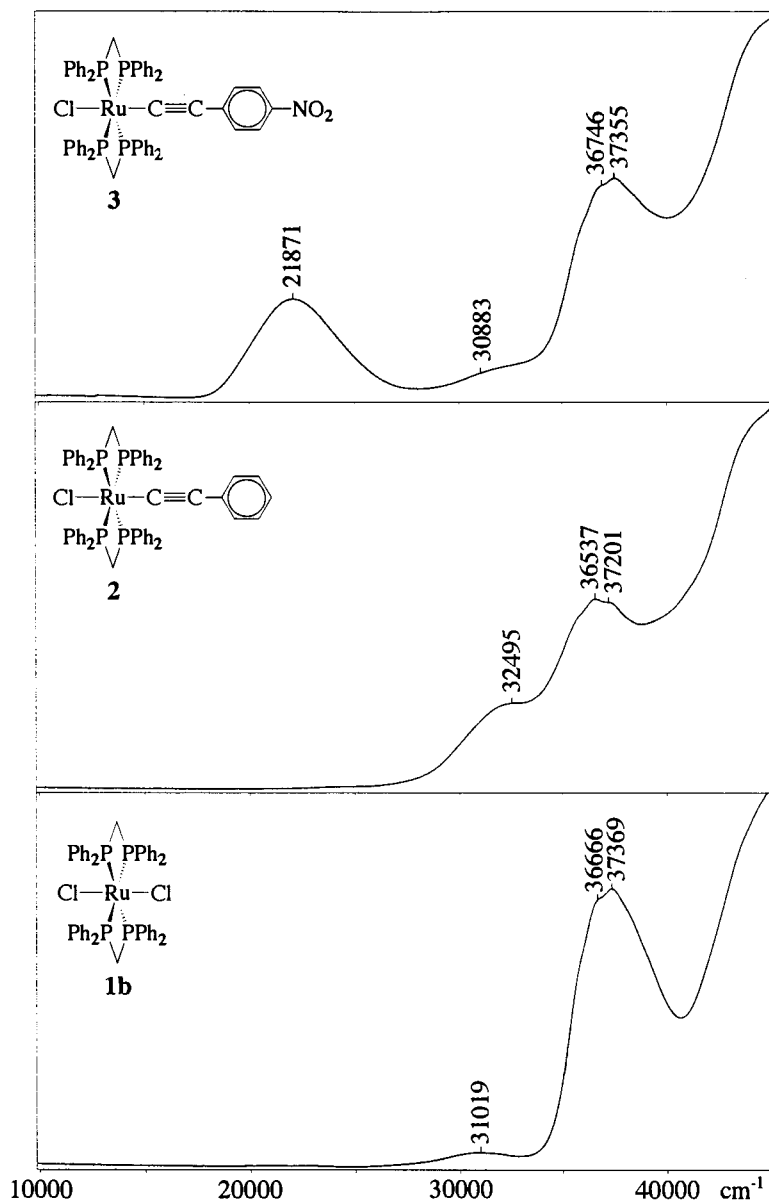 Ph₂P PPh₂
Cl—Ru—C≡C— —NO₂
Ph₂P PPh₂
3
21871
30883
36746
37355
Ph₂P PPh₂
Cl—Ru—C≡C—
Ph₂P PPh₂
2
32495
36537
37201
Ph₂P PPh₂
Cl—Ru—Cl
Ph₂P PPh₂
1b
31019
36666
37369
10000 20000 30000 40000 cm⁻¹